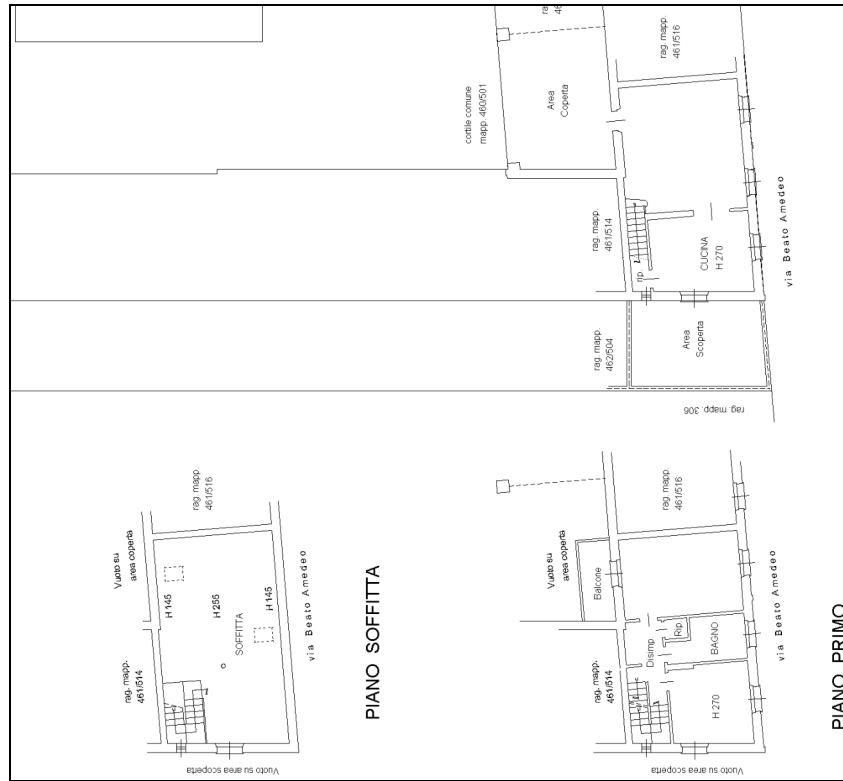 rag. mapp.
461/516
cortile comune
mapp. 460/501
Area
Coperta
rag. mapp.
461/514
rip.
CUCINA
H 270
via Beato Amedeo
rag. mapp.
462/504
Area
Scoperta
rag. mapp. 306
rag. mapp.
461/516
Vuoto su
area coperta
H 145
H 255
H 145
SOFFITTA
rag. mapp.
461/514
via Beato Amedeo
Vuoto su area scoperta
PIANO SOFFITTA
rag. mapp.
461/516
Vuoto su
area coperta
Balcone
rag. mapp.
461/514
Disimp.
Rip.
BAGNO
H 270
via Beato Amedeo
Vuoto su area scoperta
PIANO PRIMO